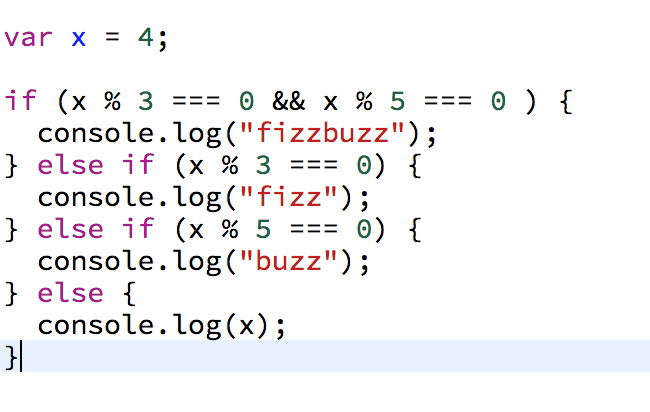 var x = 4;
if (x % 3 === 0 && x % 5 === 0 ) {
  console.log("fizzbuzz");
} else if (x % 3 === 0) {
  console.log("fizz");
} else if (x % 5 === 0) {
  console.log("buzz");
} else {
  console.log(x);
}